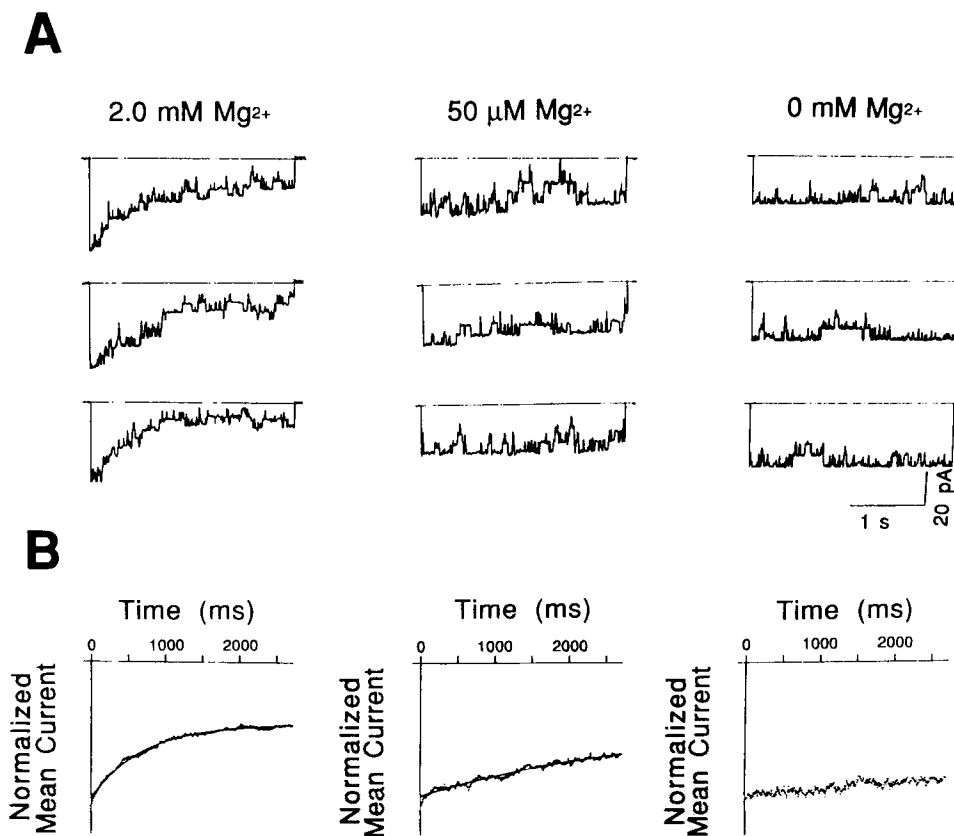 A
2.0 mM Mg2+
50 μM Mg2+
0 mM Mg2+
1 s
20 pA
B
Time (ms)
0 1000 2000
Normalized
Mean Current
Time (ms)
0 1000 2000
Normalized
Mean Current
Time (ms)
0 1000 2000
Normalized
Mean Current